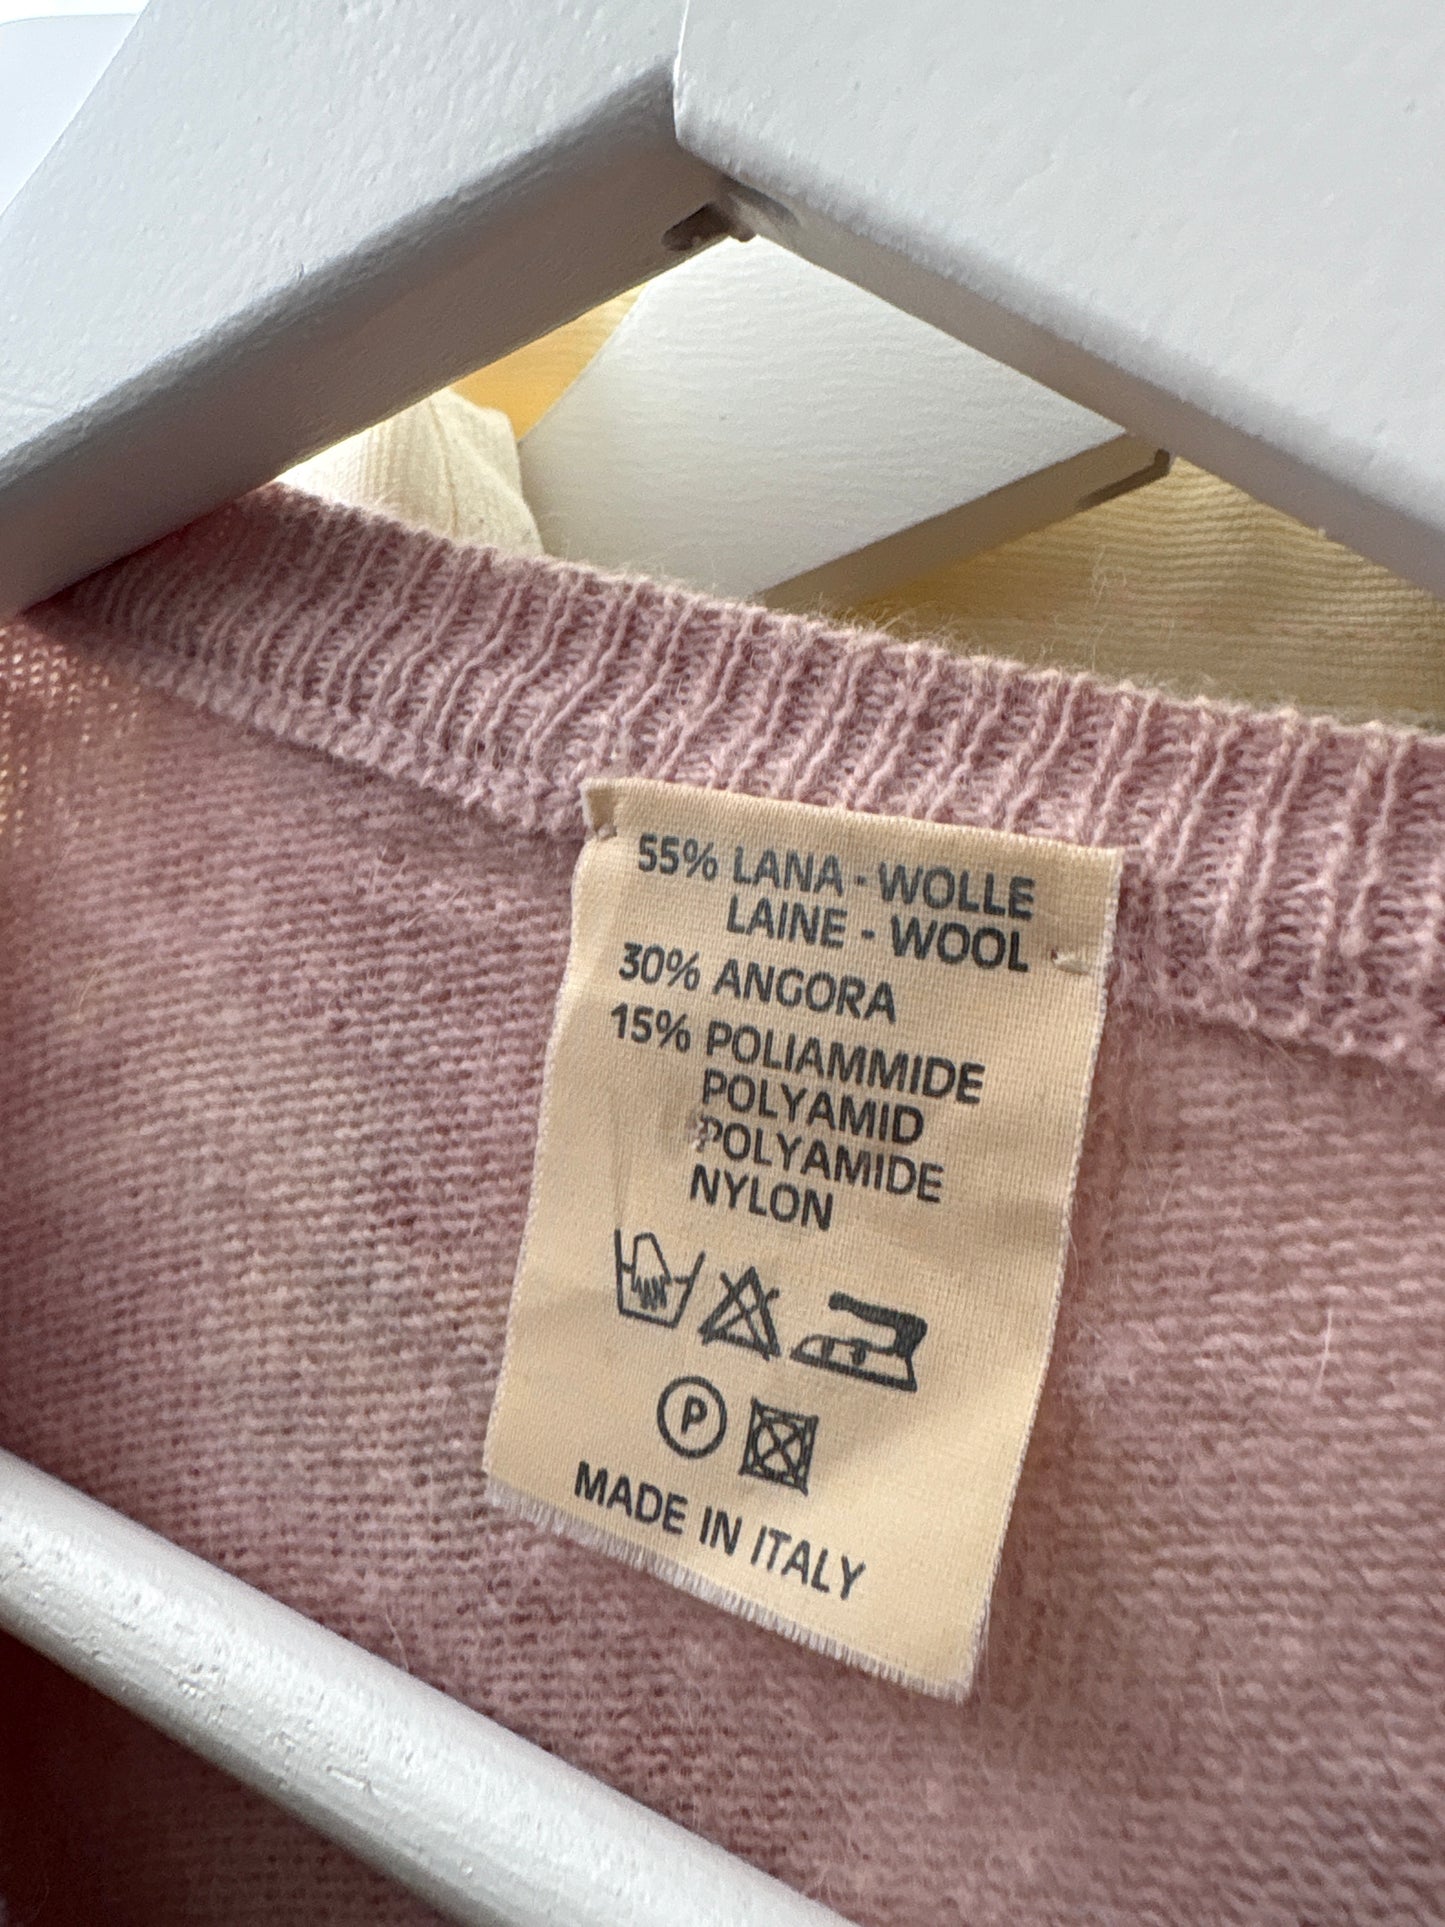 55% LANA - WOLLE
LAINE - WOOL
30% ANGORA
15% POLIAMMIDE
POLYAMID
POLYAMIDE
NYLON
P
MADE IN ITALY